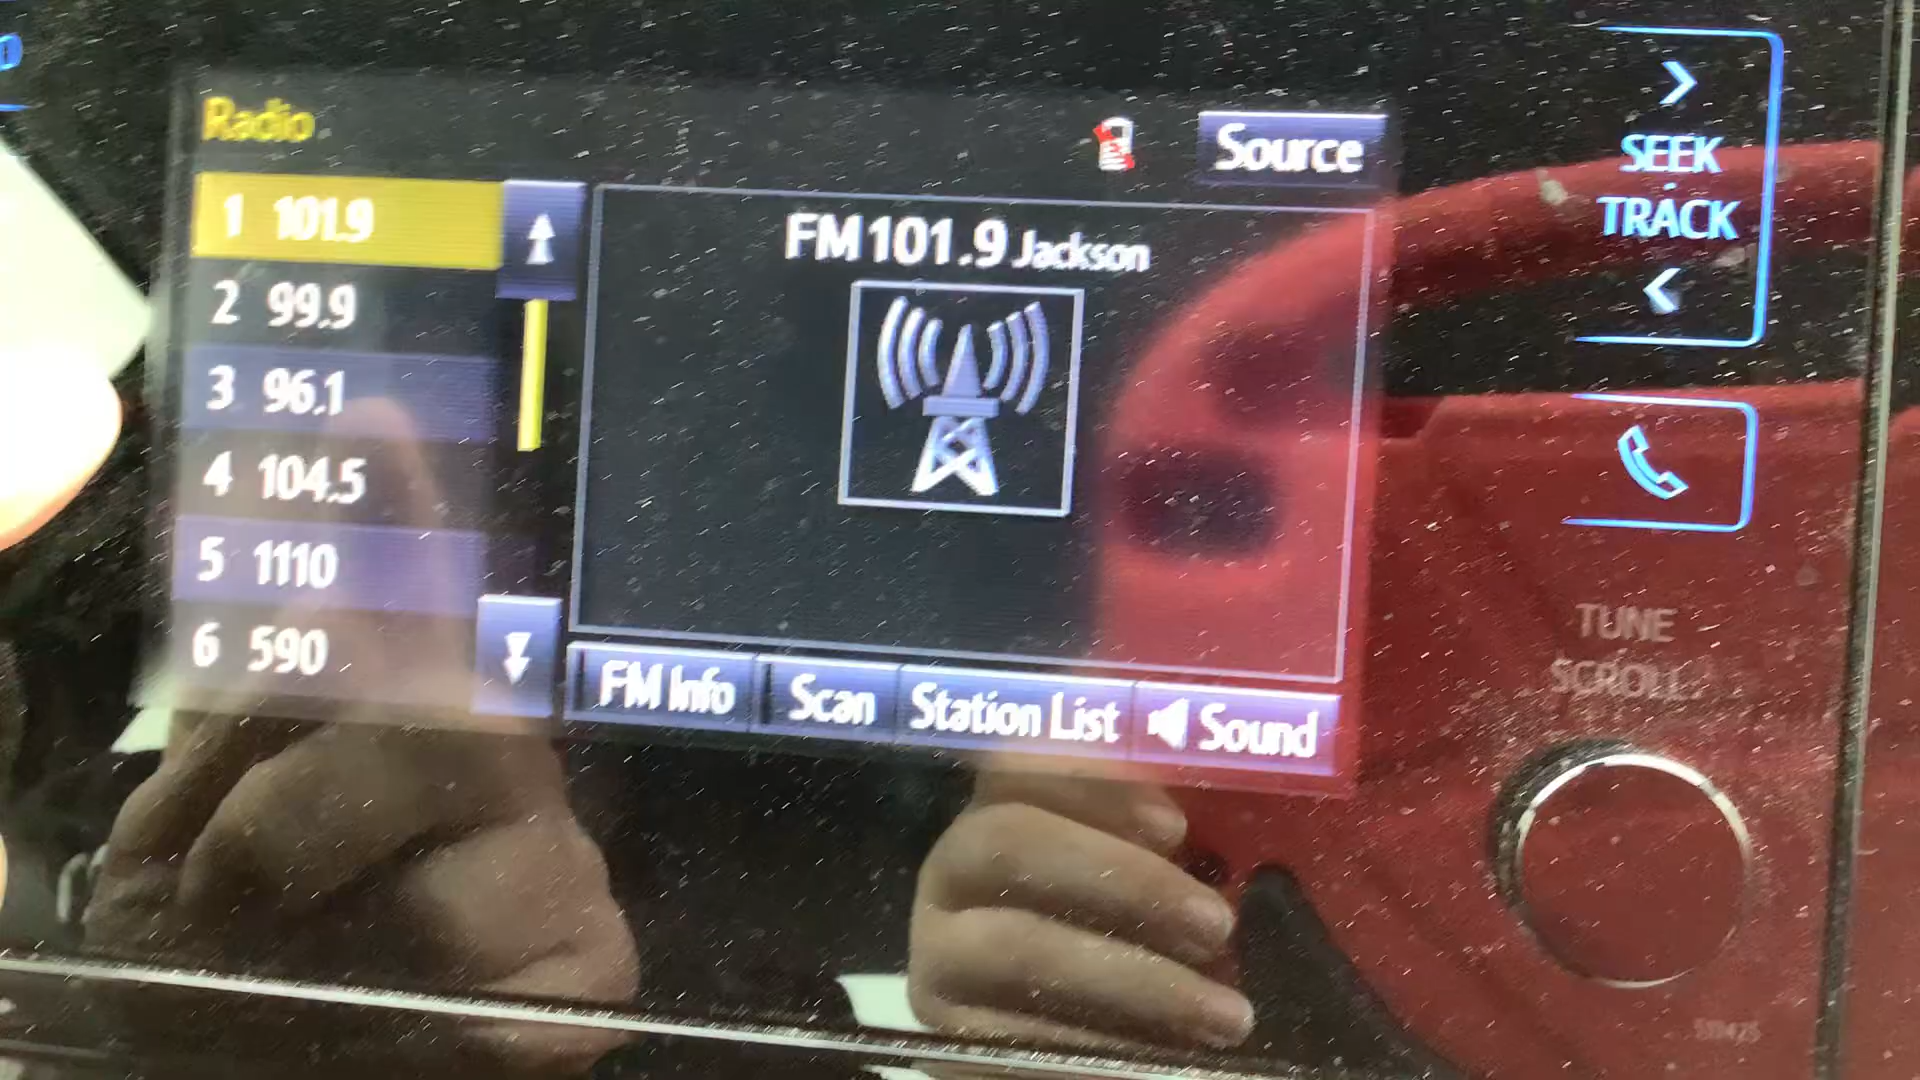 Radio
Source
1 101.9
2 99.9
3 96.1
4 104.5
5 1110
6 590
FM 101.9 Jackson
FM Info
Scan
Station List
Sound
>
SEEK
TRACK
<
TUNE
SCROLL